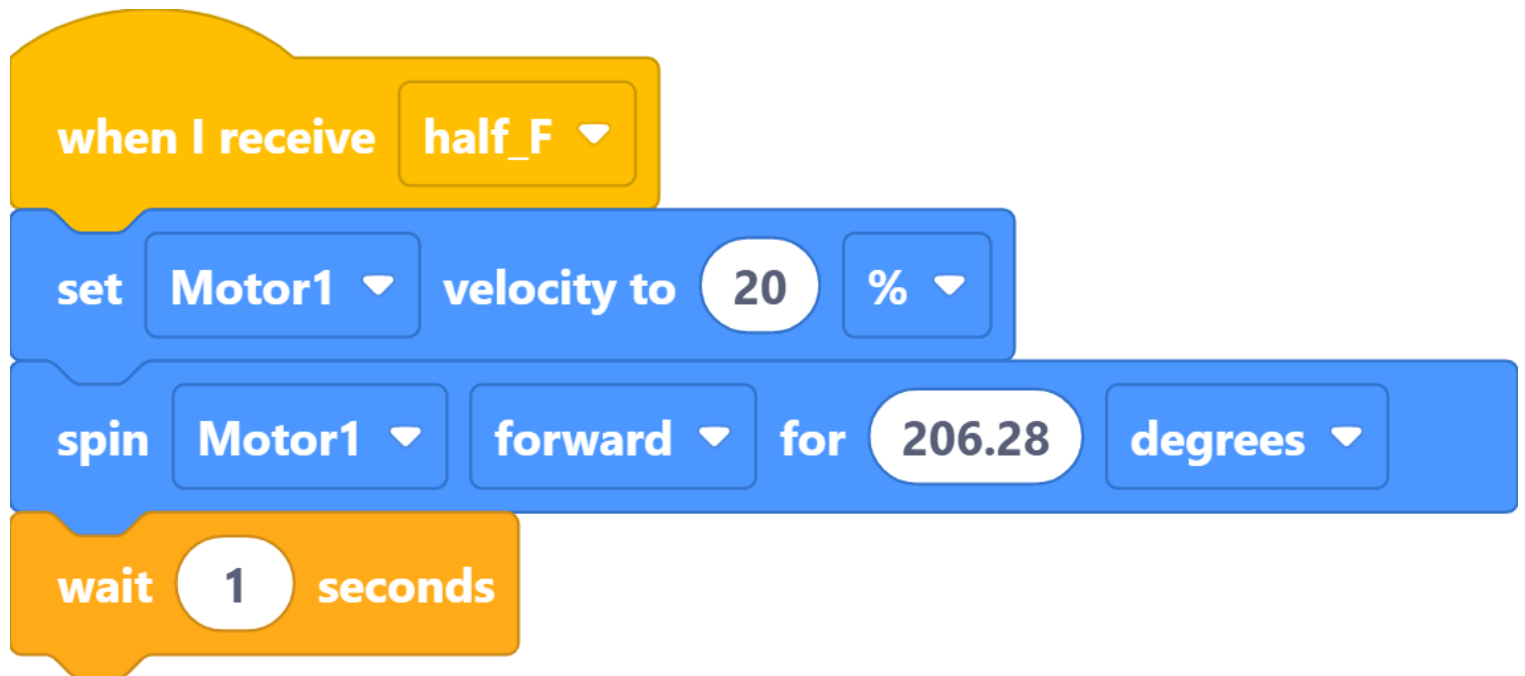 when I receive half_F
set Motor1 velocity to 20 %
spin Motor1 forward for 206.28 degrees
wait 1 seconds